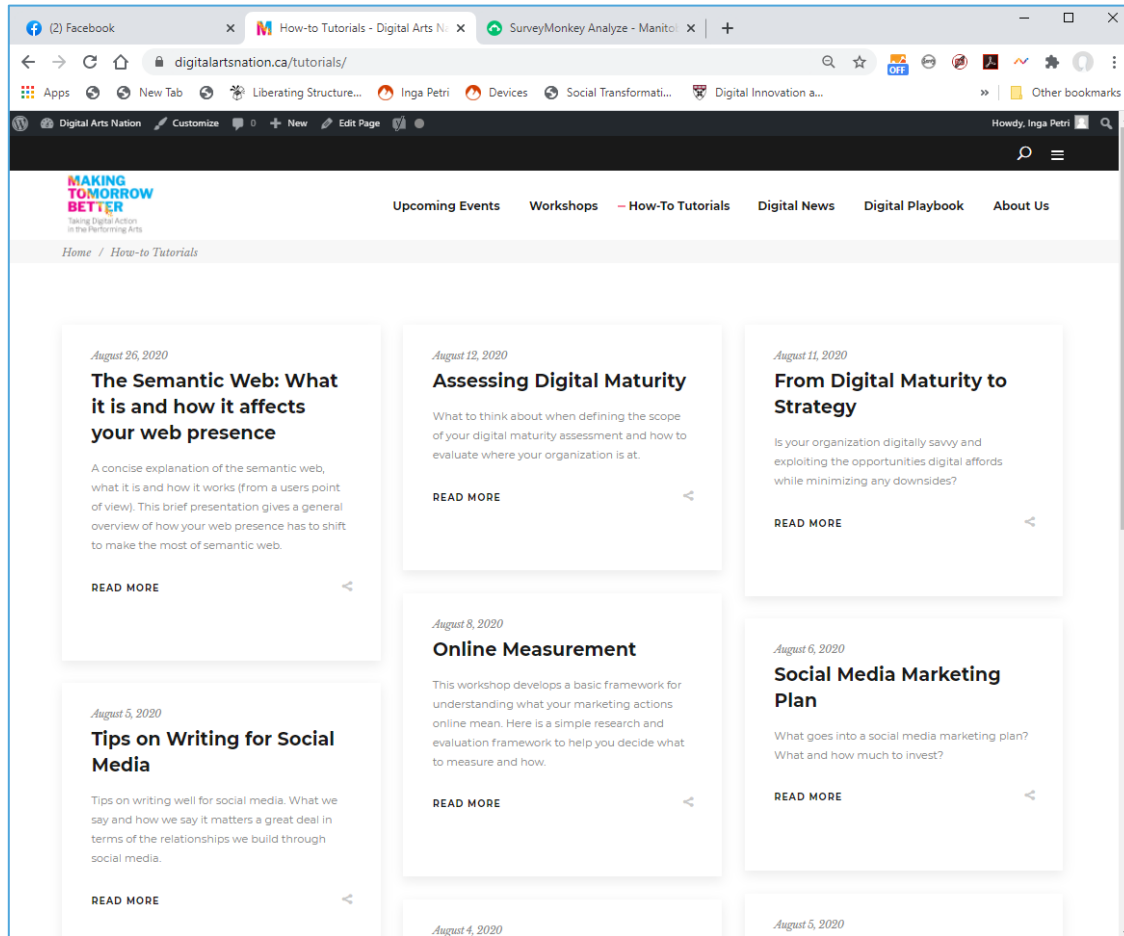 (2) Facebook
How-to Tutorials - Digital Arts Na
SurveyMonkey Analyze - Manitob
digitalartsnation.ca/tutorials/
OFF
Apps
New Tab
Liberating Structure...
Inga Petri
Devices
Social Transformati...
Digital Innovation a...
»
Other bookmarks
Digital Arts Nation
Customize
0
New
Edit Page
Howdy, Inga Petri
MAKING
TOMORROW
BETTER
Taking Digital Action
in the Performing Arts
Upcoming Events
Workshops
How-To Tutorials
Digital News
Digital Playbook
About Us
Home / How-to Tutorials
August 26, 2020
The Semantic Web: What
it is and how it affects
your web presence
A concise explanation of the semantic web,
what it is and how it works (from a users point
of view). This brief presentation gives a general
overview of how your web presence has to shift
to make the most of semantic web.
READ MORE
August 5, 2020
Tips on Writing for Social
Media
Tips on writing well for social media. What we
say and how we say it matters a great deal in
terms of the relationships we build through
social media.
READ MORE
August 12, 2020
Assessing Digital Maturity
What to think about when defining the scope
of your digital maturity assessment and how to
evaluate where your organization is at.
READ MORE
August 8, 2020
Online Measurement
This workshop develops a basic framework for
understanding what your marketing actions
online mean. Here is a simple research and
evaluation framework to help you decide what
to measure and how.
READ MORE
August 4, 2020
August 11, 2020
From Digital Maturity to
Strategy
Is your organization digitally savvy and
exploiting the opportunities digital affords
while minimizing any downsides?
READ MORE
August 6, 2020
Social Media Marketing
Plan
What goes into a social media marketing plan?
What and how much to invest?
READ MORE
August 5, 2020